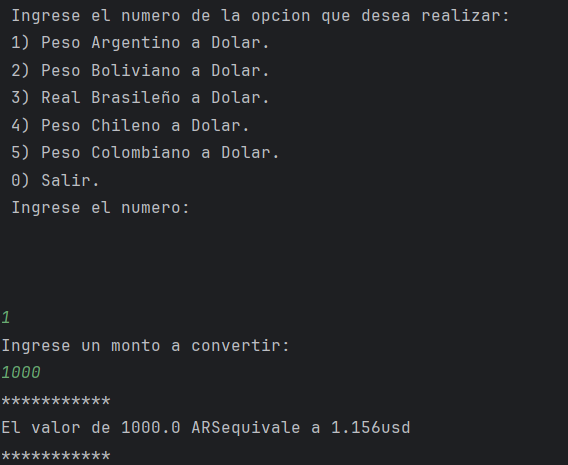 Ingrese el numero de la opcion que desea realizar:
1) Peso Argentino a Dolar.
2) Peso Boliviano a Dolar.
3) Real Brasileño a Dolar.
4) Peso Chileno a Dolar.
5) Peso Colombiano a Dolar.
0) Salir.
Ingrese el numero:
1
Ingrese un monto a convertir:
1000
***********
El valor de 1000.0 ARSequivale a 1.156usd
***********